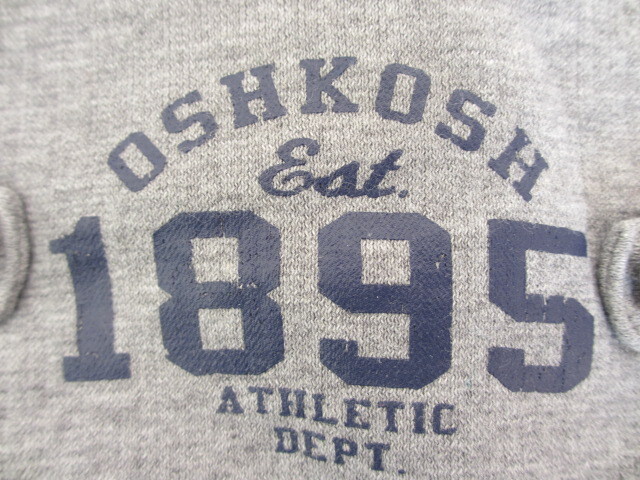 OSHKOSH
Est.
1895
ATHLETIC
DEPT.